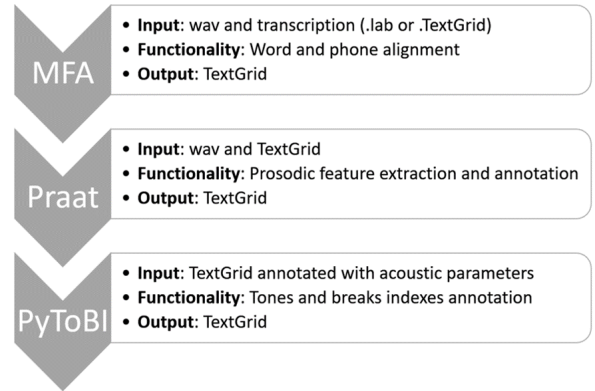 MFA
• Input: wav and transcription (.lab or .TextGrid)
• Functionality: Word and phone alignment
• Output: TextGrid
Praat
• Input: wav and TextGrid
• Functionality: Prosodic feature extraction and annotation
• Output: TextGrid
PyToBI
• Input: TextGrid annotated with acoustic parameters
• Functionality: Tones and breaks indexes annotation
• Output: TextGrid